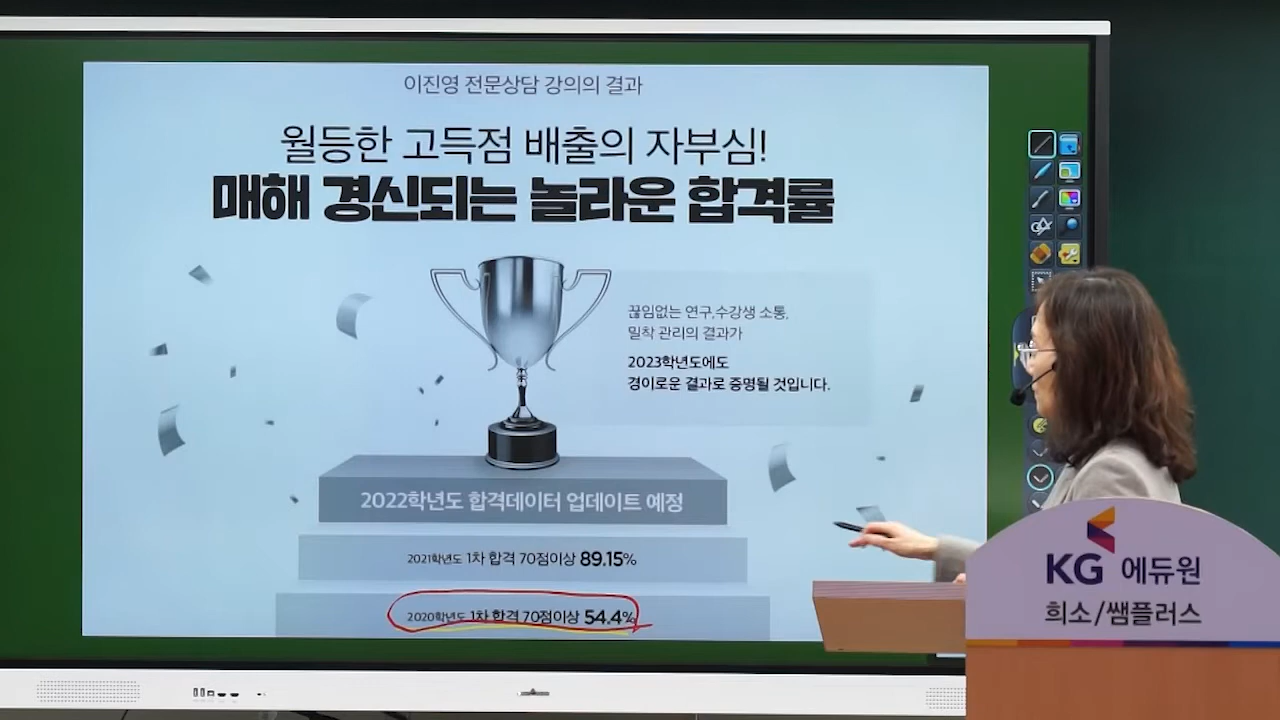 이진영 전문상담 강의의 결과
월등한 고득점 배출의 자부심!
매해 경신되는 놀라운 합격률
끊임없는 연구,수강생 소통,
밀착 관리의 결과가
2023학년도에도
경이로운 결과로 증명될 것입니다.
2022학년도 합격데이터 업데이트 예정
2021학년도 1차 합격 70점이상 89.15%
2020학년도 1차 합격 70점이상 54.4%
KG 에듀원
희소/쌤플러스